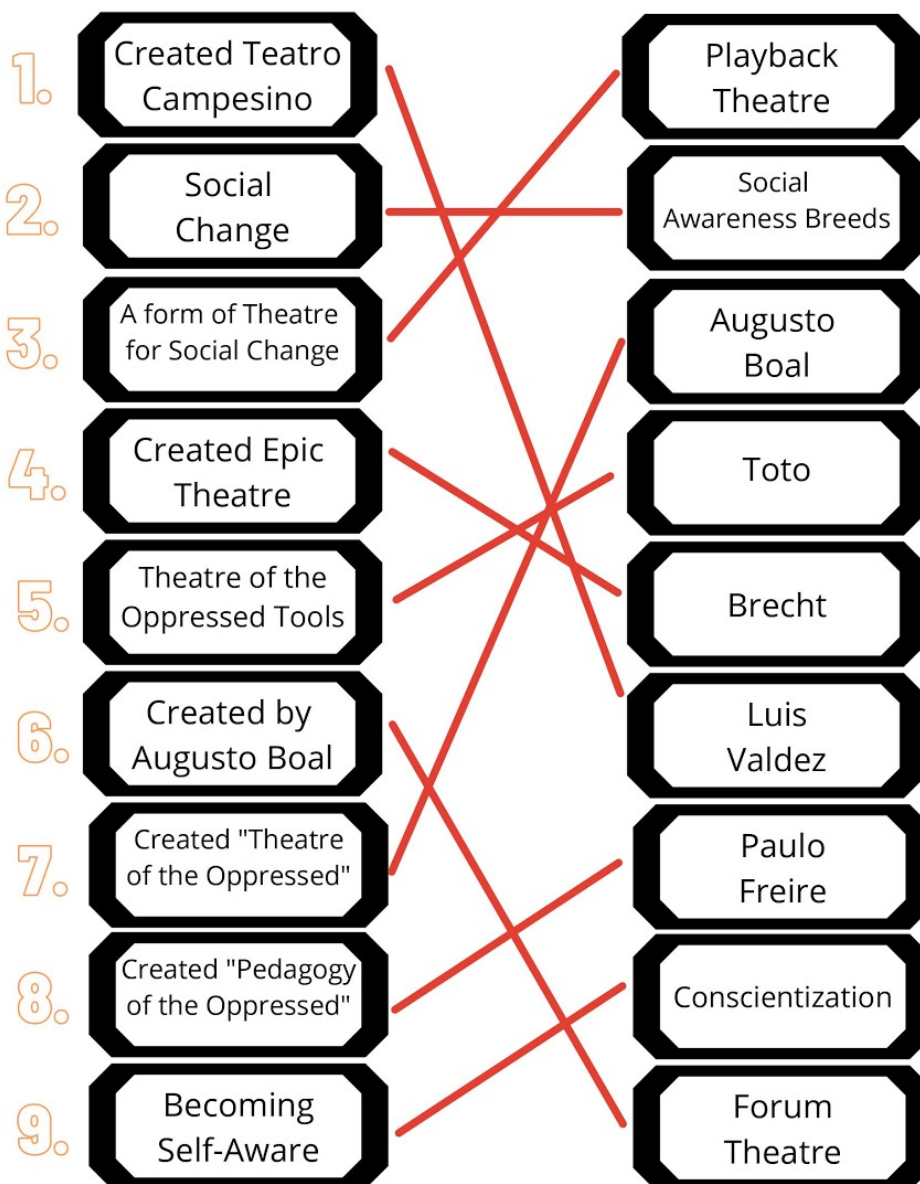 1.
Created Teatro
Campesino
Playback
Theatre
2.
Social
Change
Social
Awareness Breeds
3.
A form of Theatre
for Social Change
Augusto
Boal
4.
Created Epic
Theatre
Toto
5.
Theatre of the
Oppressed Tools
Brecht
6.
Created by
Augusto Boal
Luis
Valdez
7.
Created "Theatre
of the Oppressed"
Paulo
Freire
8.
Created "Pedagogy
of the Oppressed"
Conscientization
9.
Becoming
Self-Aware
Forum
Theatre